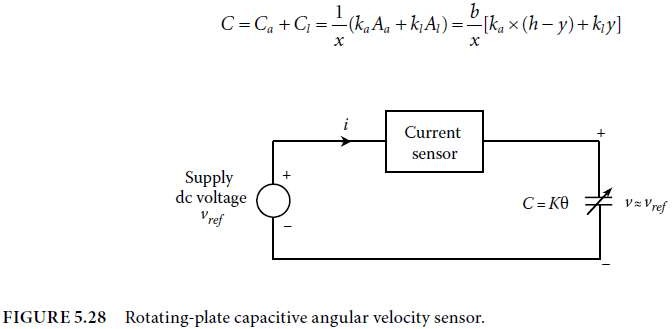 C = C_a + C_l = \frac{1}{x}(k_a A_a + k_l A_l) = \frac{b}{x}[k_a × (h − y) + k_l y]
i
Current
sensor
+
Supply
dc voltage
v_ref
+
−
C = Kθ
v ≈ v_ref
−
FIGURE 5.28 Rotating-plate capacitive angular velocity sensor.